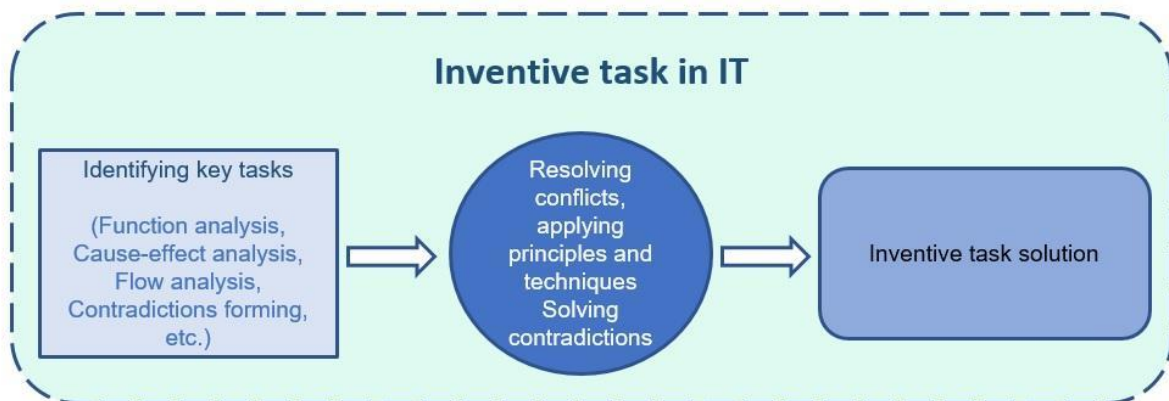 Inventive task in IT
Identifying key tasks
(Function analysis,
Cause-effect analysis,
Flow analysis,
Contradictions forming,
etc.)
Resolving
conflicts,
applying
principles and
techniques
Solving
contradictions
Inventive task solution